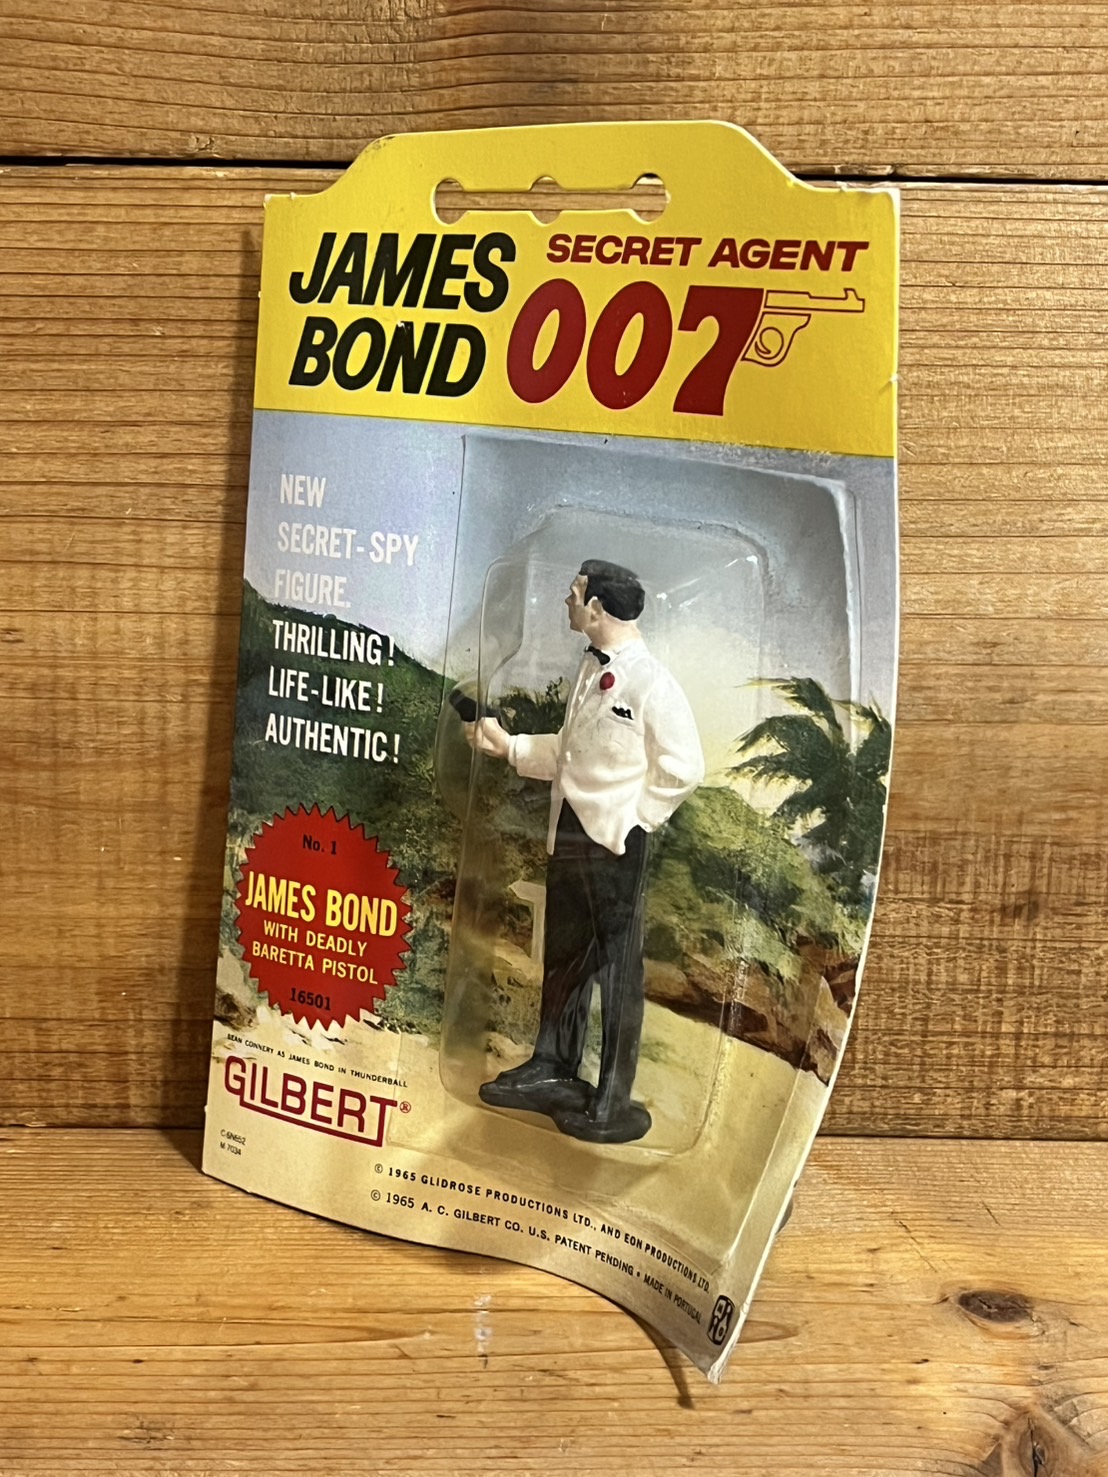 JAMES
BOND
SECRET AGENT
007
NEW
SECRET-SPY
FIGURE.
THRILLING!
LIFE-LIKE!
AUTHENTIC!
No. 1
JAMES BOND
WITH DEADLY
BARETTA PISTOL
16501
SEAN CONNERY AS JAMES BOND IN THUNDERBALL
GILBERT®
M 7034
© 1965 GLIDROSE PRODUCTIONS LTD., AND EON PRODUCTIONS LTD.
© 1965 A. C. GILBERT CO. U.S. PATENT PENDING • MADE IN PORTUGAL